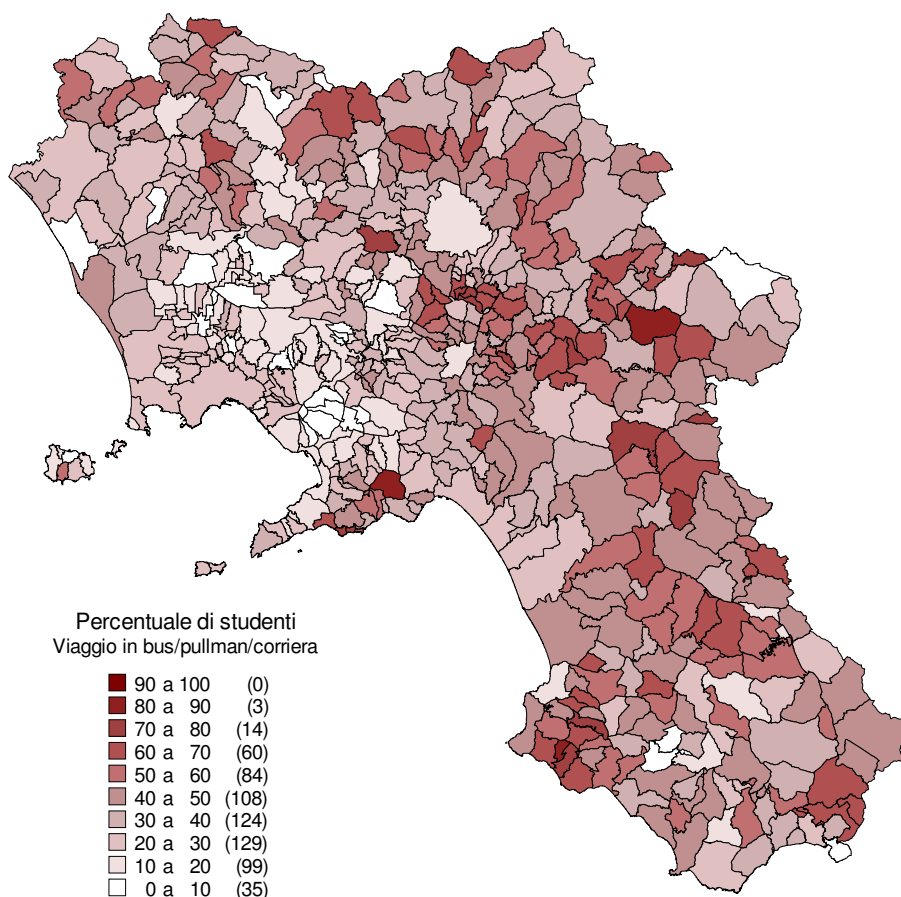 Percentuale di studenti
Viaggio in bus/pullman/corriera
90 a 100 (0)
80 a 90 (3)
70 a 80 (14)
60 a 70 (60)
50 a 60 (84)
40 a 50 (108)
30 a 40 (124)
20 a 30 (129)
10 a 20 (99)
0 a 10 (35)